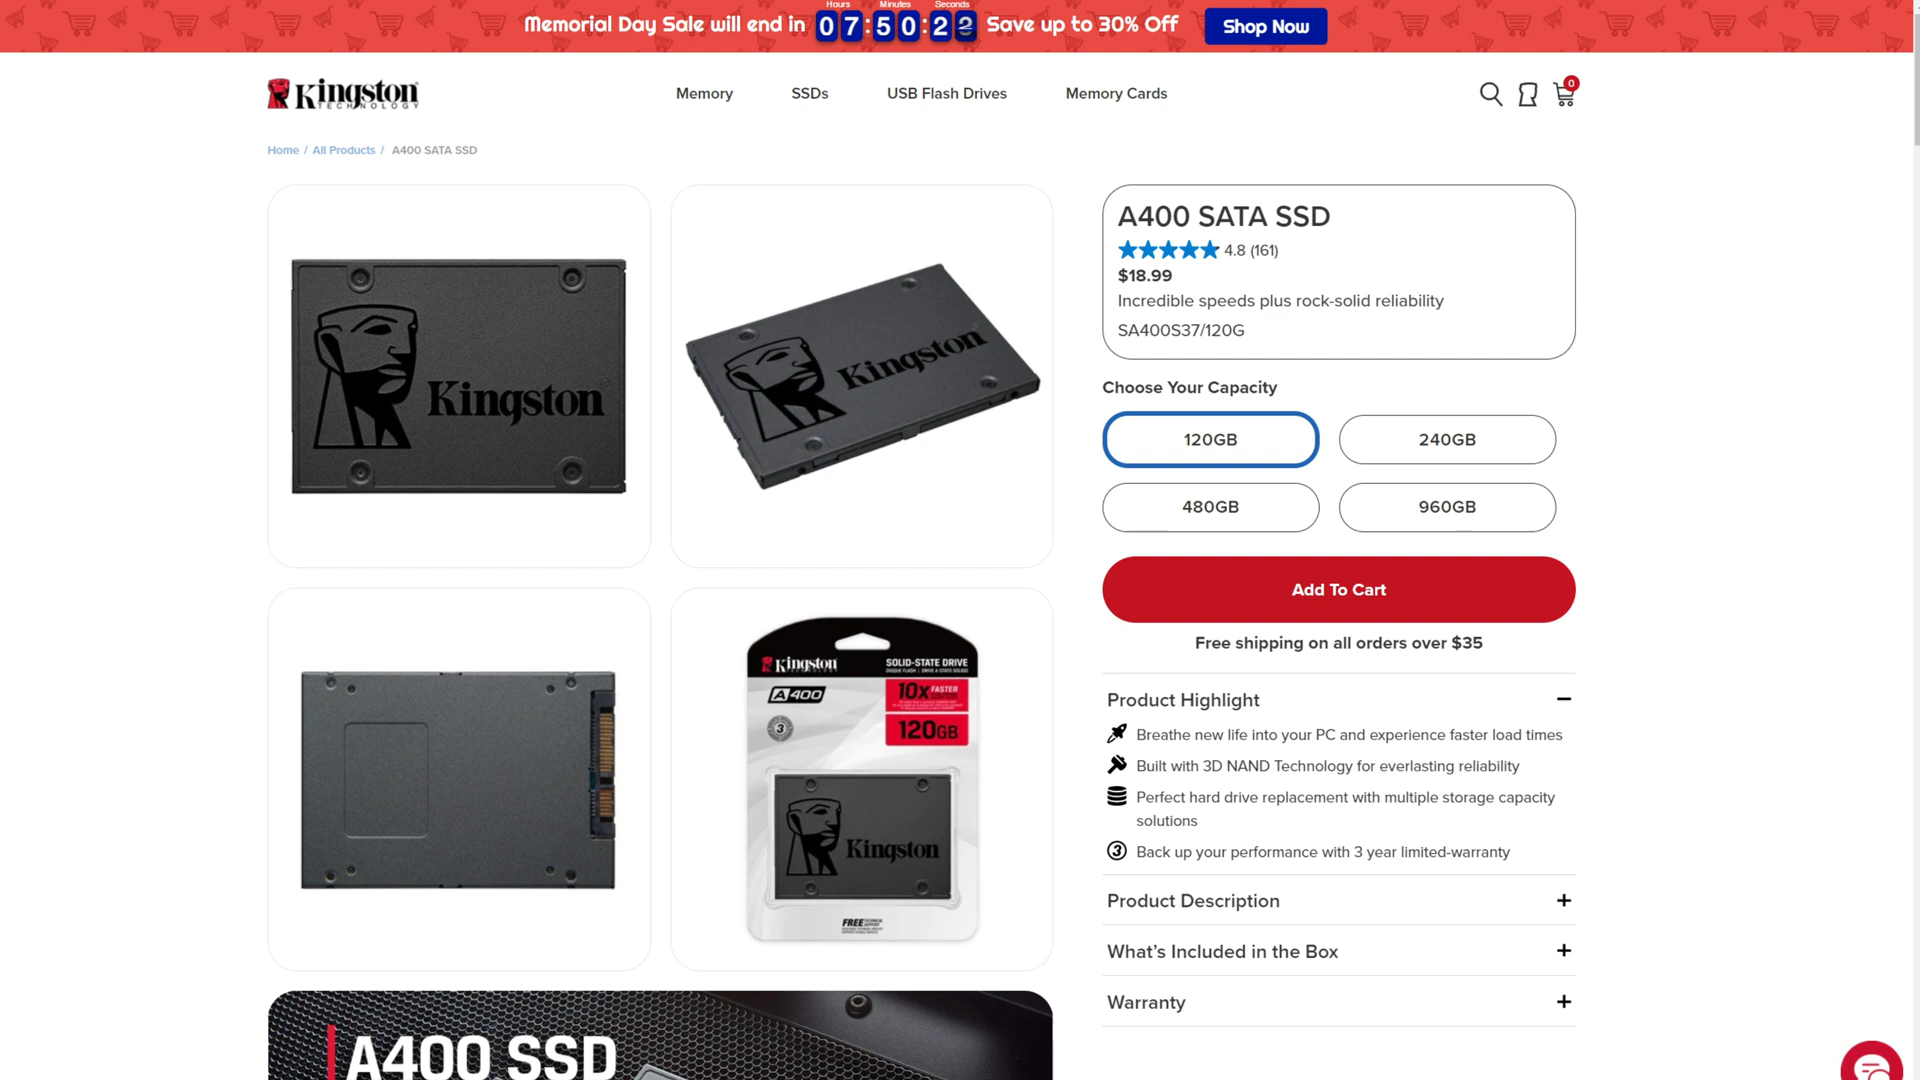 Hours Minutes Seconds
Memorial Day Sale will end in 07:50:2 Save up to 30% Off Shop Now
Kingston
TECHNOLOGY
Memory SSDs USB Flash Drives Memory Cards
0
Home / All Products / A400 SATA SSD
A400 SATA SSD
4.8 (161)
$18.99
Incredible speeds plus rock-solid reliability
SA400S37/120G
Choose Your Capacity
120GB 240GB
480GB 960GB
Add To Cart
Free shipping on all orders over $35
Product Highlight
Breathe new life into your PC and experience faster load times
Built with 3D NAND Technology for everlasting reliability
Perfect hard drive replacement with multiple storage capacity
solutions
3 Back up your performance with 3 year limited-warranty
Product Description
What's Included in the Box
Warranty
Kingston
Kingston
Kingston
SOLID-STATE DRIVE
A400
10x FASTER
3
120GB
Kingston
FREE
A400 SSD